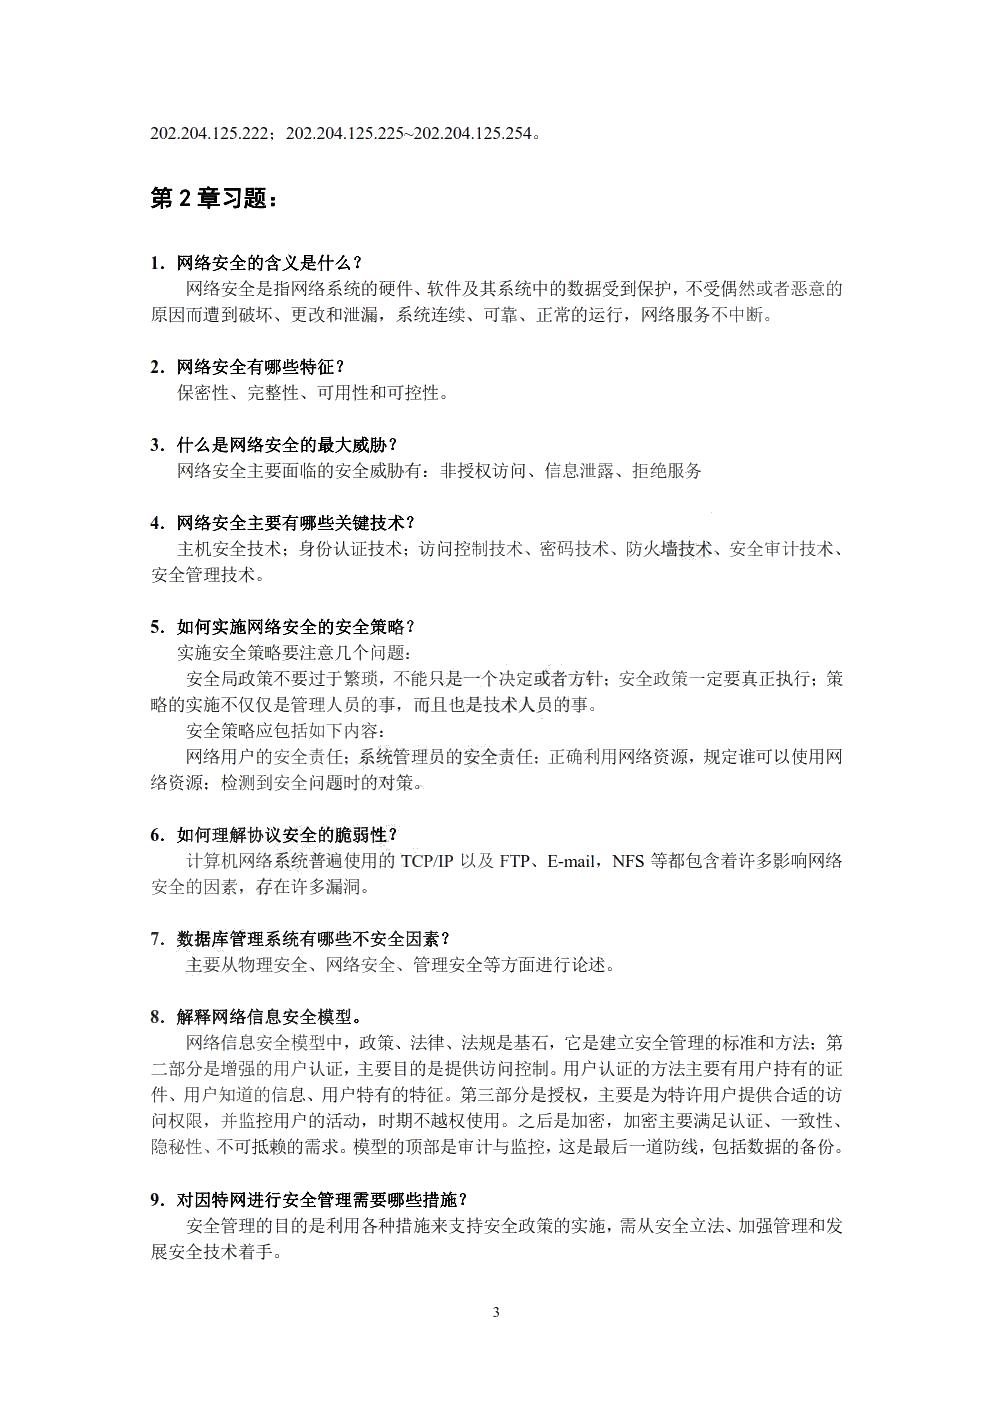 202.204.125.222；202.204.125.225~202.204.125.254。
第 2 章习题：
1．网络安全的含义是什么？
网络安全是指网络系统的硬件、软件及其系统中的数据受到保护，不受偶然或者恶意的
原因而遭到破坏、更改和泄漏，系统连续、可靠、正常的运行，网络服务不中断。
2．网络安全有哪些特征？
保密性、完整性、可用性和可控性。
3．什么是网络安全的最大威胁？
网络安全主要面临的安全威胁有：非授权访问、信息泄露、拒绝服务
4．网络安全主要有哪些关键技术？
主机安全技术；身份认证技术；访问控制技术、密码技术、防火墙技术、安全审计技术、
安全管理技术。
5．如何实施网络安全的安全策略？
实施安全策略要注意几个问题：
安全局政策不要过于繁琐，不能只是一个决定或者方针；安全政策一定要真正执行；策
略的实施不仅仅是管理人员的事，而且也是技术人员的事。
安全策略应包括如下内容：
网络用户的安全责任；系统管理员的安全责任；正确利用网络资源，规定谁可以使用网
络资源；检测到安全问题时的对策。
6．如何理解协议安全的脆弱性？
计算机网络系统普遍使用的 TCP/IP 以及 FTP、E-mail，NFS 等都包含着许多影响网络
安全的因素，存在许多漏洞。
7．数据库管理系统有哪些不安全因素？
主要从物理安全、网络安全、管理安全等方面进行论述。
8．解释网络信息安全模型。
网络信息安全模型中，政策、法律、法规是基石，它是建立安全管理的标准和方法；第
二部分是增强的用户认证，主要目的是提供访问控制。用户认证的方法主要有用户持有的证
件、用户知道的信息、用户特有的特征。第三部分是授权，主要是为特许用户提供合适的访
问权限，并监控用户的活动，时期不越权使用。之后是加密，加密主要满足认证、一致性、
隐秘性、不可抵赖的需求。模型的顶部是审计与监控，这是最后一道防线，包括数据的备份。
9．对因特网进行安全管理需要哪些措施？
安全管理的目的是利用各种措施来支持安全政策的实施，需从安全立法、加强管理和发
展安全技术着手。
3